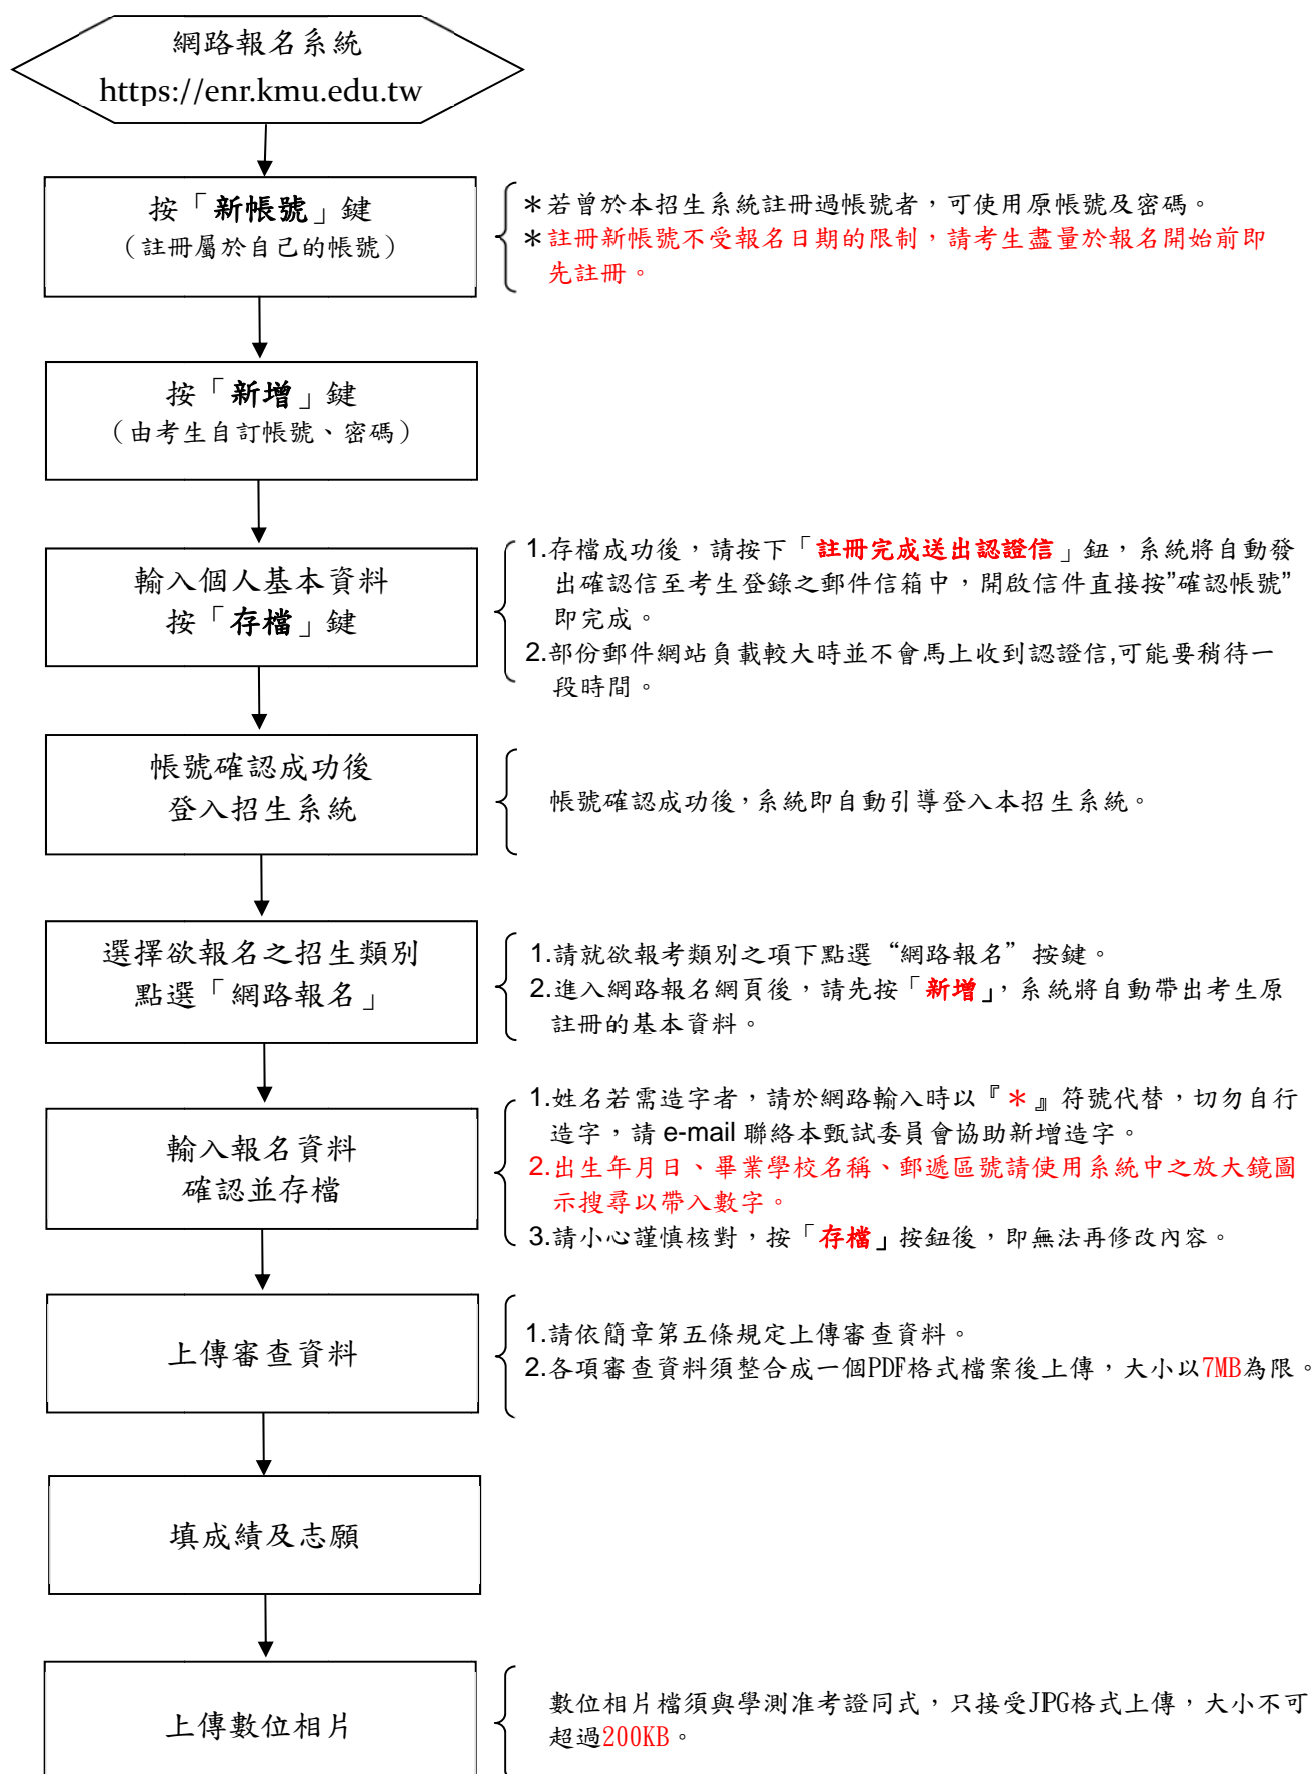 網路報名系統
https://enr.kmu.edu.tw
按「新帳號」鍵
（註冊屬於自己的帳號）
＊若曾於本招生系統註冊過帳號者，可使用原帳號及密碼。
＊註冊新帳號不受報名日期的限制，請考生盡量於報名開始前即
先註冊。
按「新增」鍵
（由考生自訂帳號、密碼）
輸入個人基本資料
按「存檔」鍵
1.存檔成功後，請按下「註冊完成送出認證信」鈕，系統將自動發
出確認信至考生登錄之郵件信箱中，開啟信件直接按”確認帳號”
即完成。
2.部份郵件網站負載較大時並不會馬上收到認證信,可能要稍待一
段時間。
帳號確認成功後
登入招生系統
帳號確認成功後，系統即自動引導登入本招生系統。
選擇欲報名之招生類別
點選「網路報名」
1.請就欲報考類別之項下點選“網路報名”按鍵。
2.進入網路報名網頁後，請先按「新增」，系統將自動帶出考生原
註冊的基本資料。
輸入報名資料
確認並存檔
1.姓名若需造字者，請於網路輸入時以『＊』符號代替，切勿自行
造字，請 e-mail 聯絡本甄試委員會協助新增造字。
2.出生年月日、畢業學校名稱、郵遞區號請使用系統中之放大鏡圖
示搜尋以帶入數字。
3.請小心謹慎核對，按「存檔」按鈕後，即無法再修改內容。
上傳審查資料
1.請依簡章第五條規定上傳審查資料。
2.各項審查資料須整合成一個PDF格式檔案後上傳，大小以7MB為限。
填成績及志願
上傳數位相片
數位相片檔須與學測准考證同式，只接受JPG格式上傳，大小不可
超過200KB。